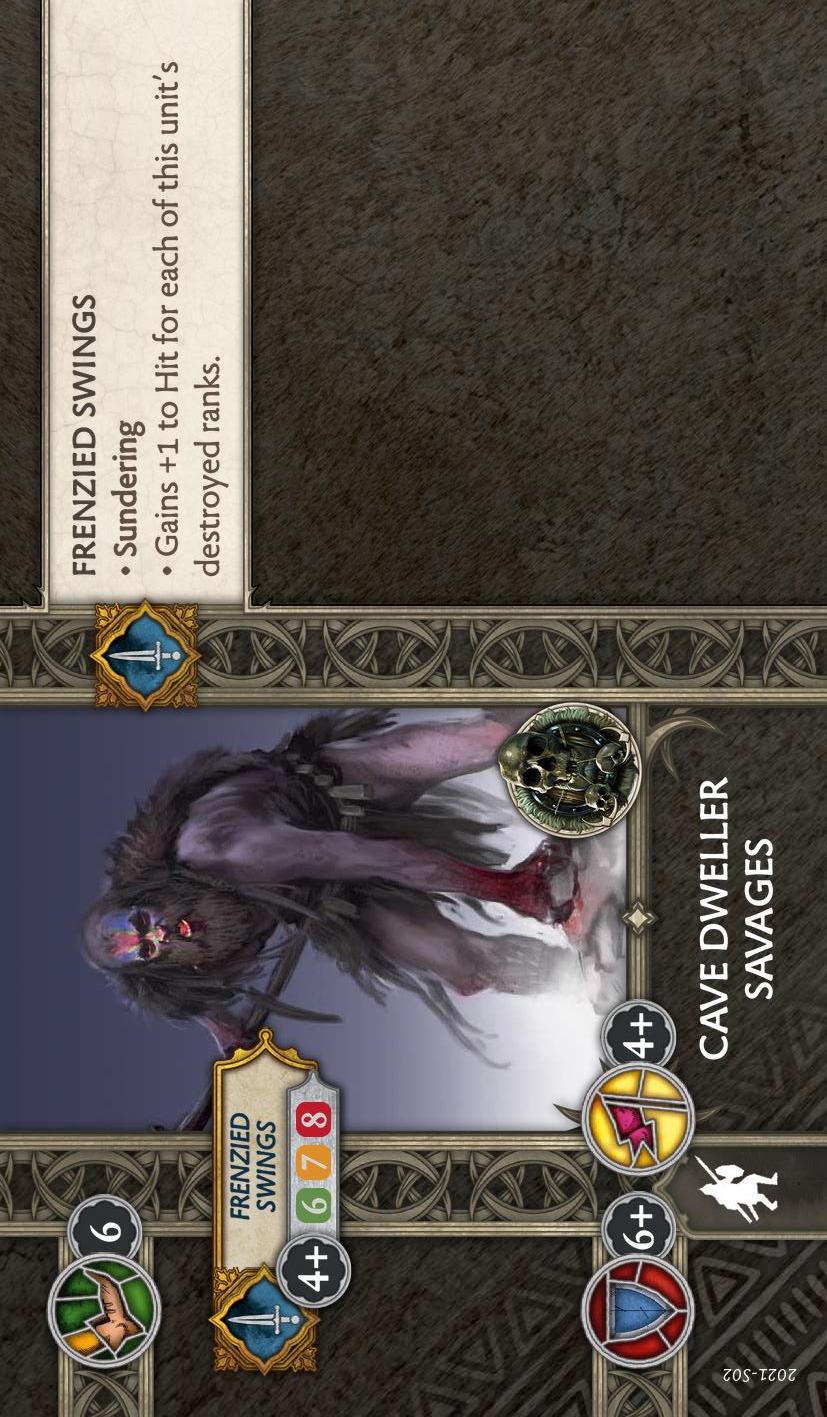 6
FRENZIED
SWINGS
4+
6 7 8
6+
4+
CAVE DWELLER
SAVAGES
2021-S02
FRENZIED SWINGS
• Sundering
• Gains +1 to Hit for each of this unit's
destroyed ranks.